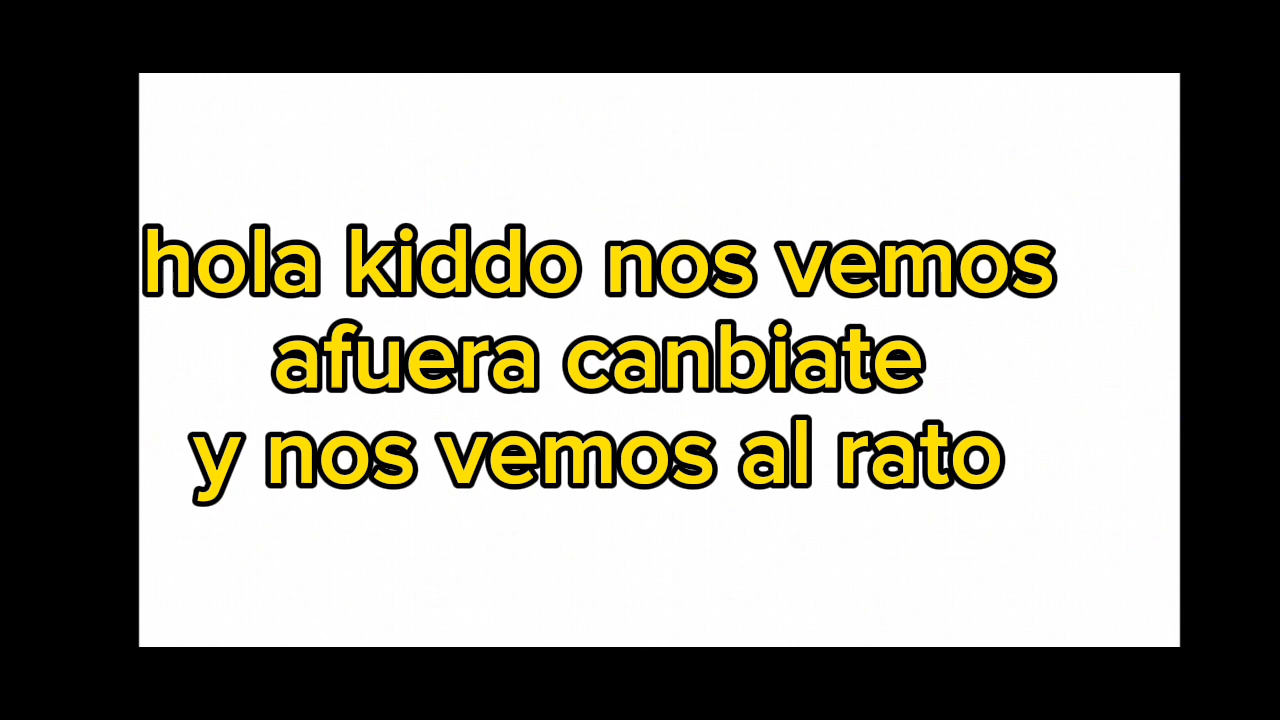 hola kiddo nos vemos
afuera canbiate
y nos vemos al rato